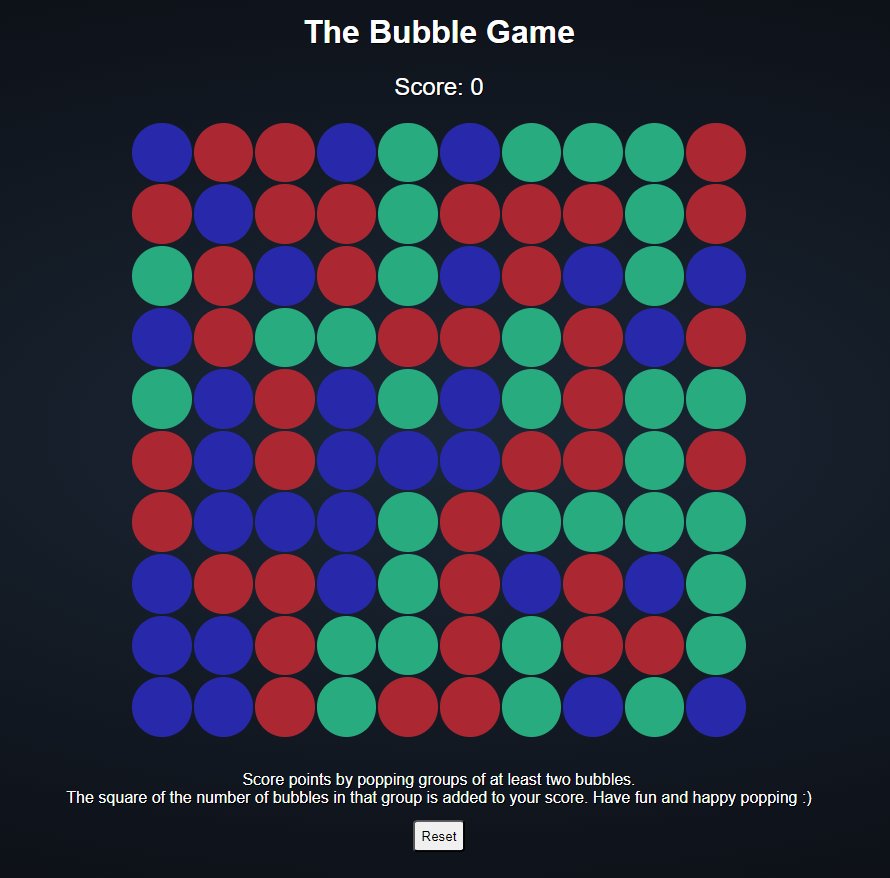 The Bubble Game
Score: 0
Score points by popping groups of at least two bubbles.
The square of the number of bubbles in that group is added to your score. Have fun and happy popping :)
Reset